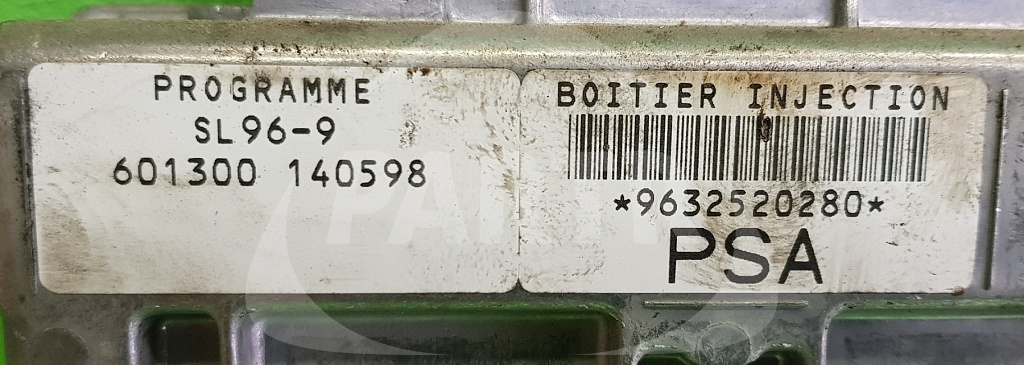 PROGRAMME
SL96-9
601300 140598
BOITIER INJECTION
*9632520280*
PSA